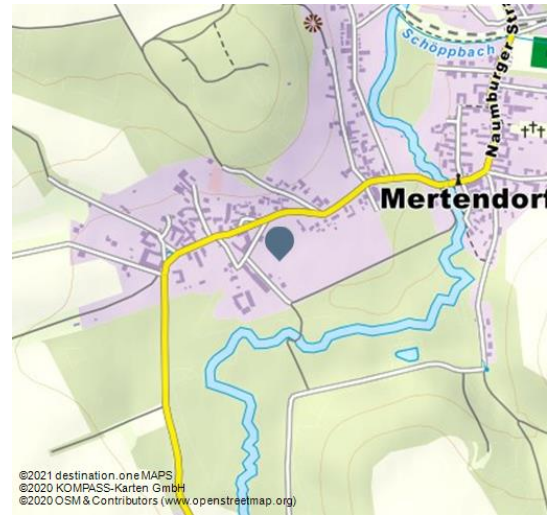 Schöppbach
Naumburger Str
Mertendorf
©2021 destination.one MAPS
©2020 KOMPASS-Karten GmbH
©2020 OSM & Contributors (www.openstreetmap.org)